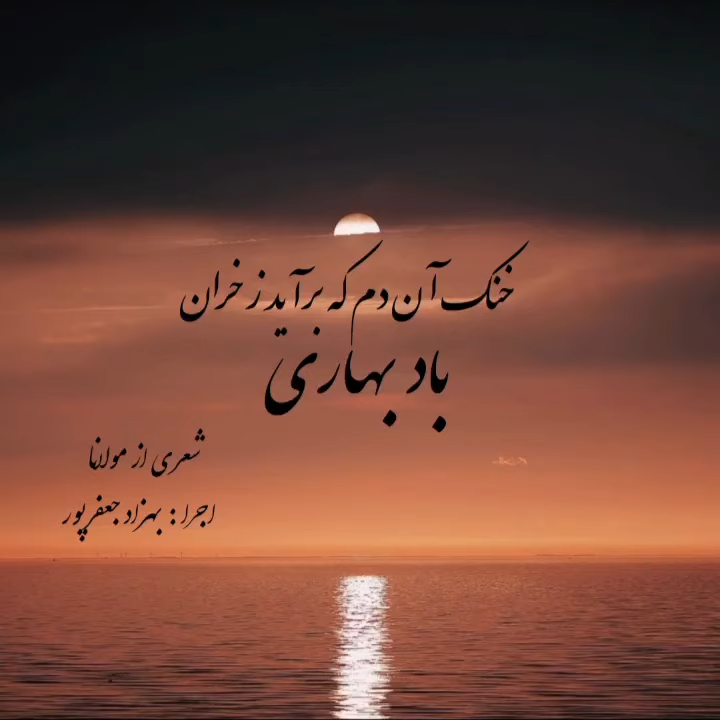 خنک آن دم که برآید ز خزان
باد بهاری
شعری از مولانا
اجرا : بهزاد جعفرپور